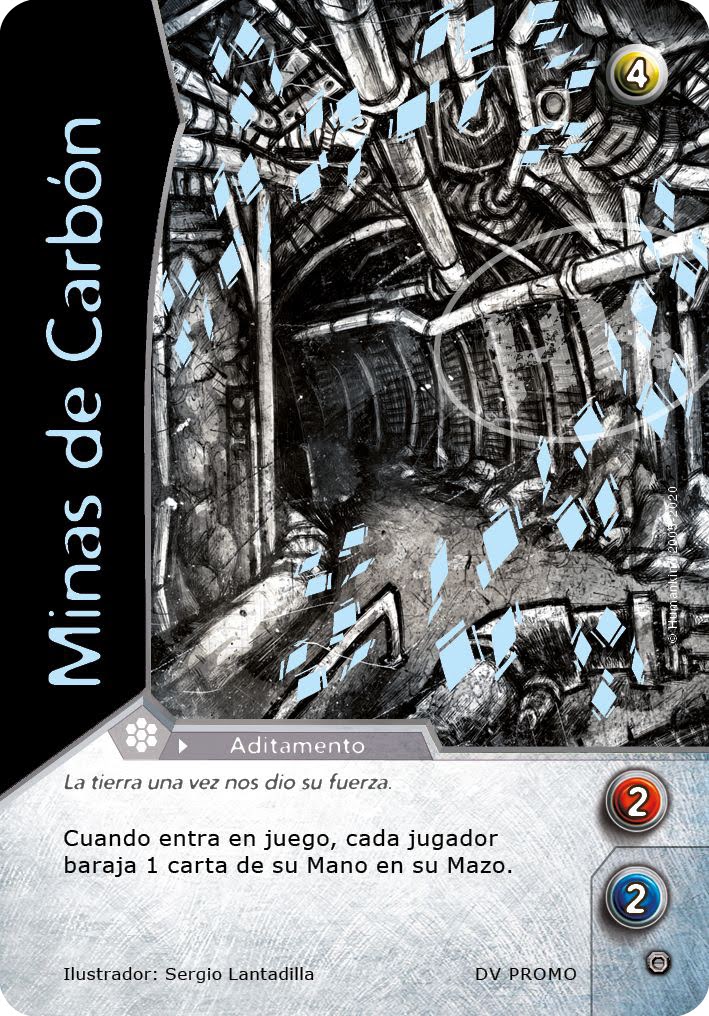 4
Minas de Carbón
Aditamento
La tierra una vez nos dio su fuerza.
Cuando entra en juego, cada jugador
baraja 1 carta de su Mano en su Mazo.
2
2
Ilustrador: Sergio Lantadilla
DV PROMO